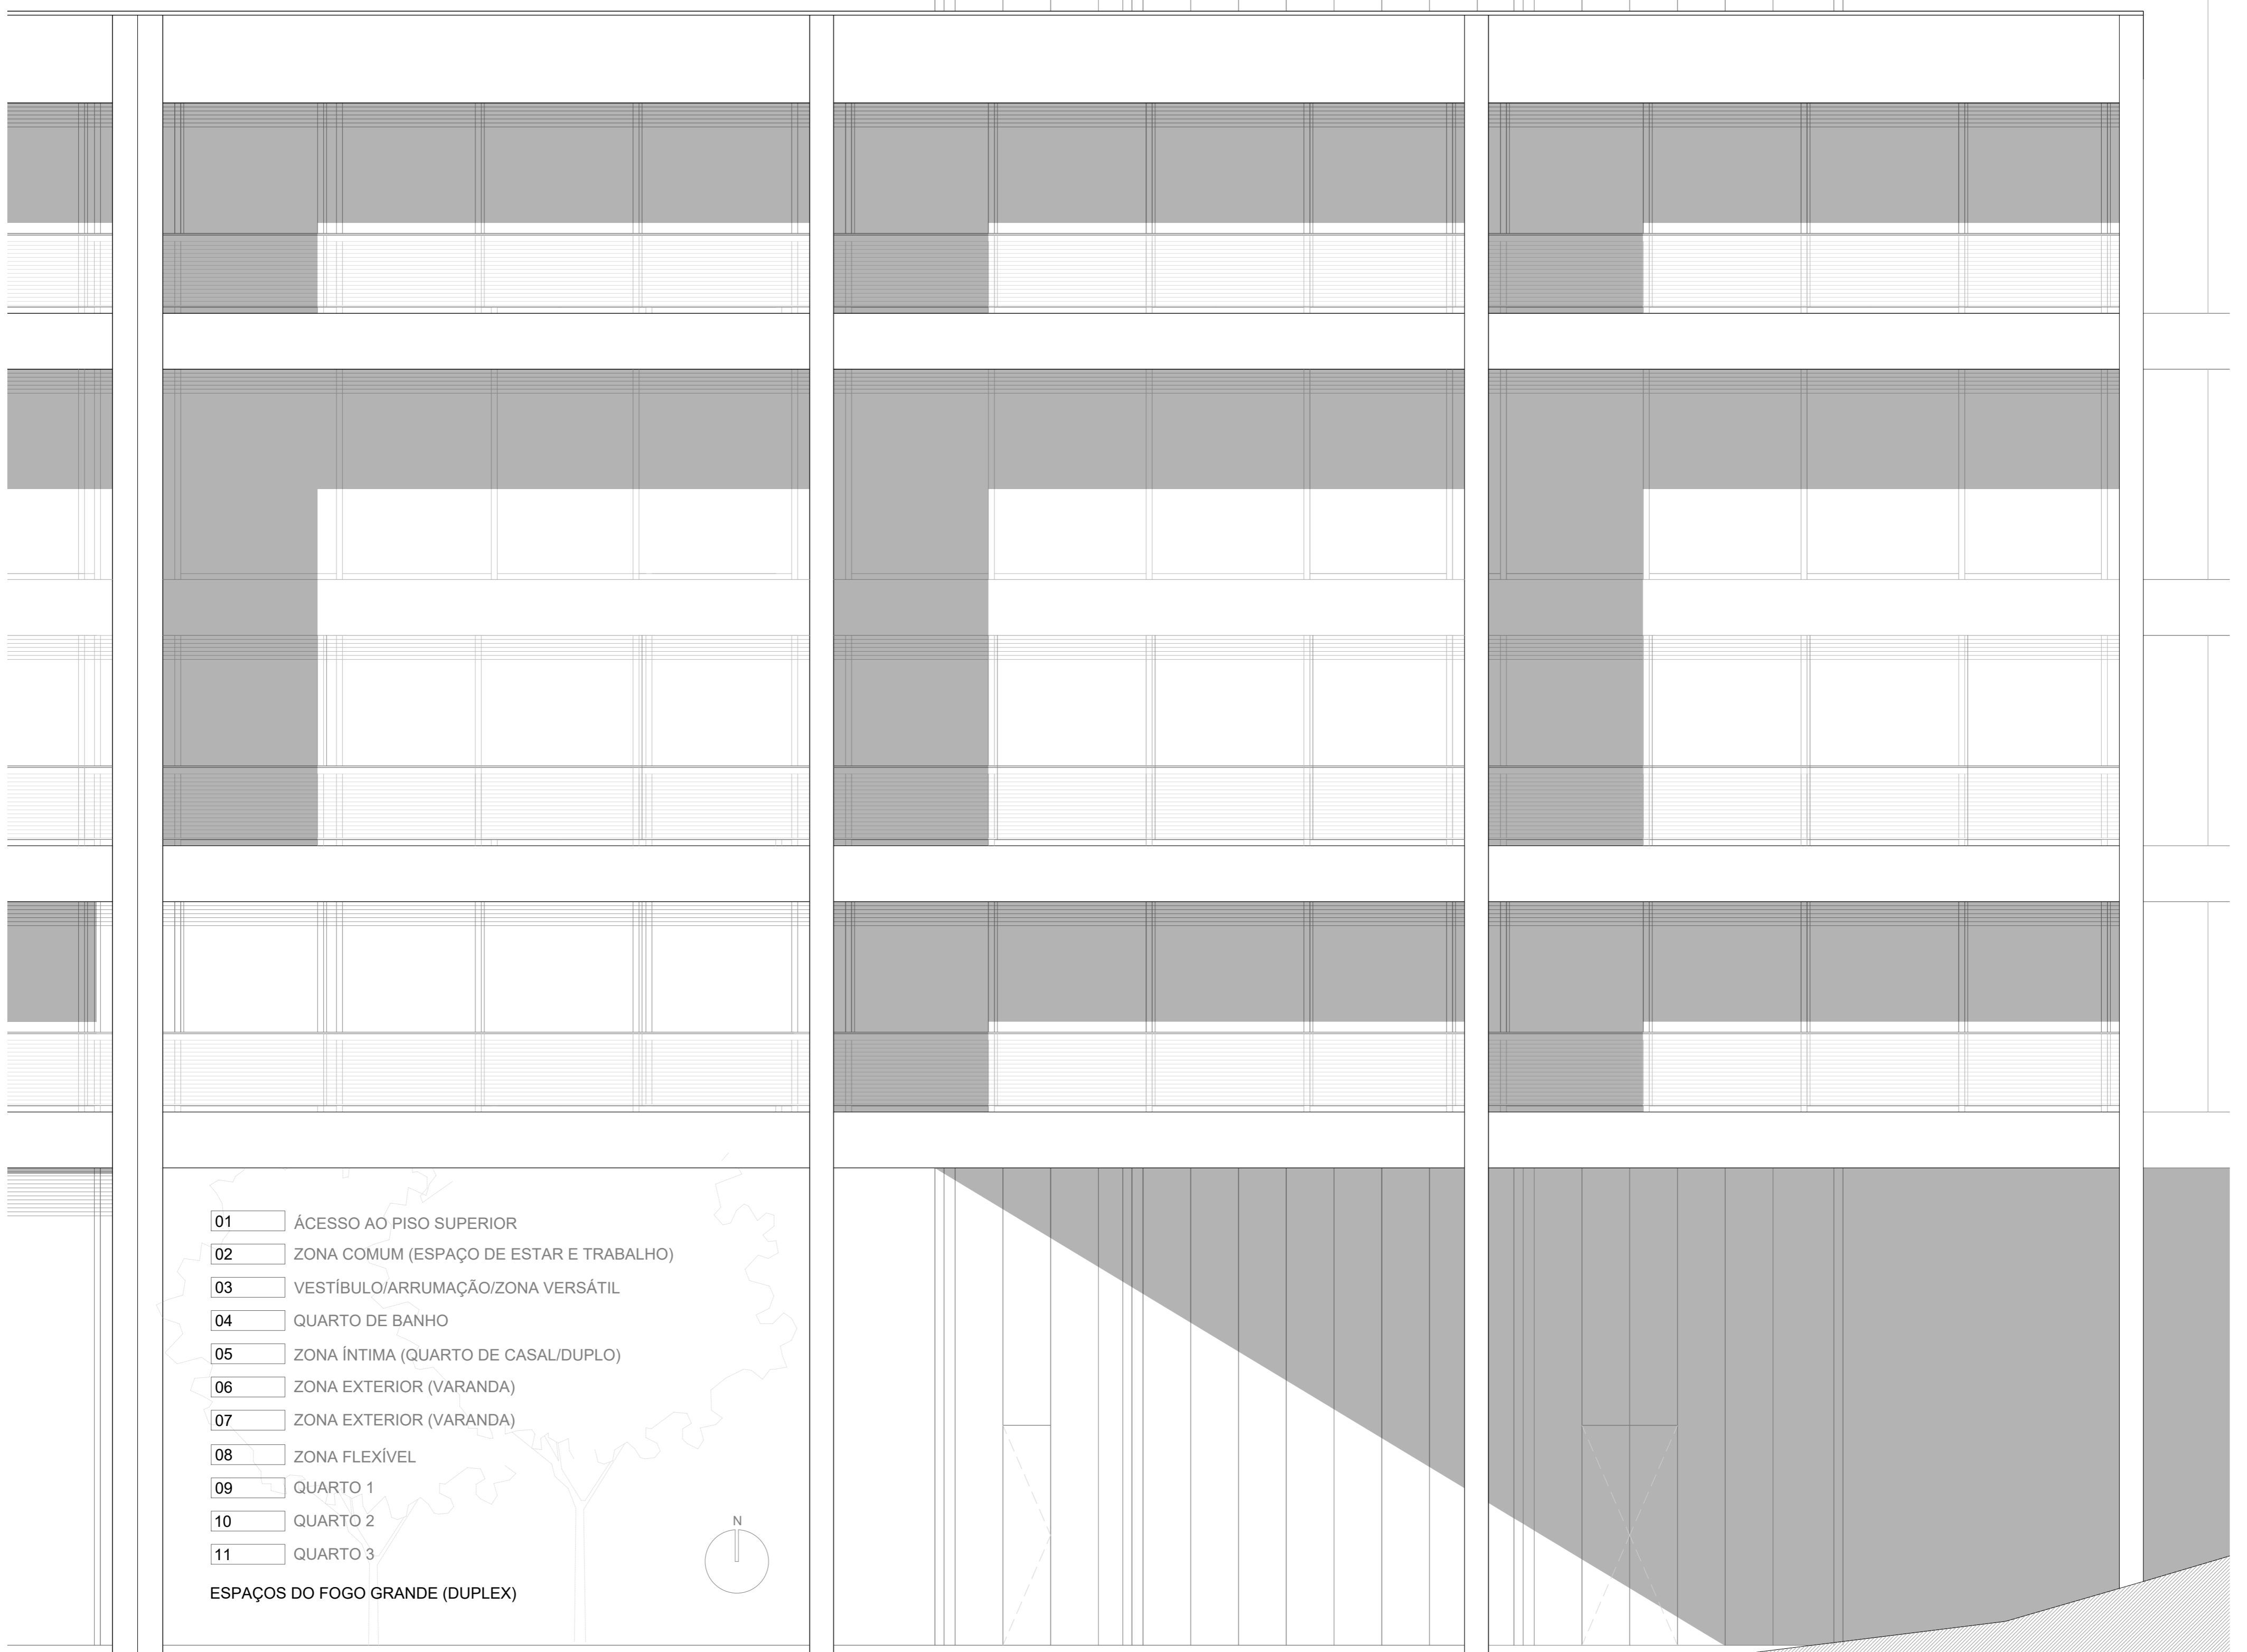 01 ÁCESSO AO PISO SUPERIOR
02 ZONA COMUM (ESPAÇO DE ESTAR E TRABALHO)
03 VESTÍBULO/ARRUMAÇÃO/ZONA VERSÁTIL
04 QUARTO DE BANHO
05 ZONA ÍNTIMA (QUARTO DE CASAL/DUPLO)
06 ZONA EXTERIOR (VARANDA)
07 ZONA EXTERIOR (VARANDA)
08 ZONA FLEXÍVEL
09 QUARTO 1
10 QUARTO 2
11 QUARTO 3
N
ESPAÇOS DO FOGO GRANDE (DUPLEX)